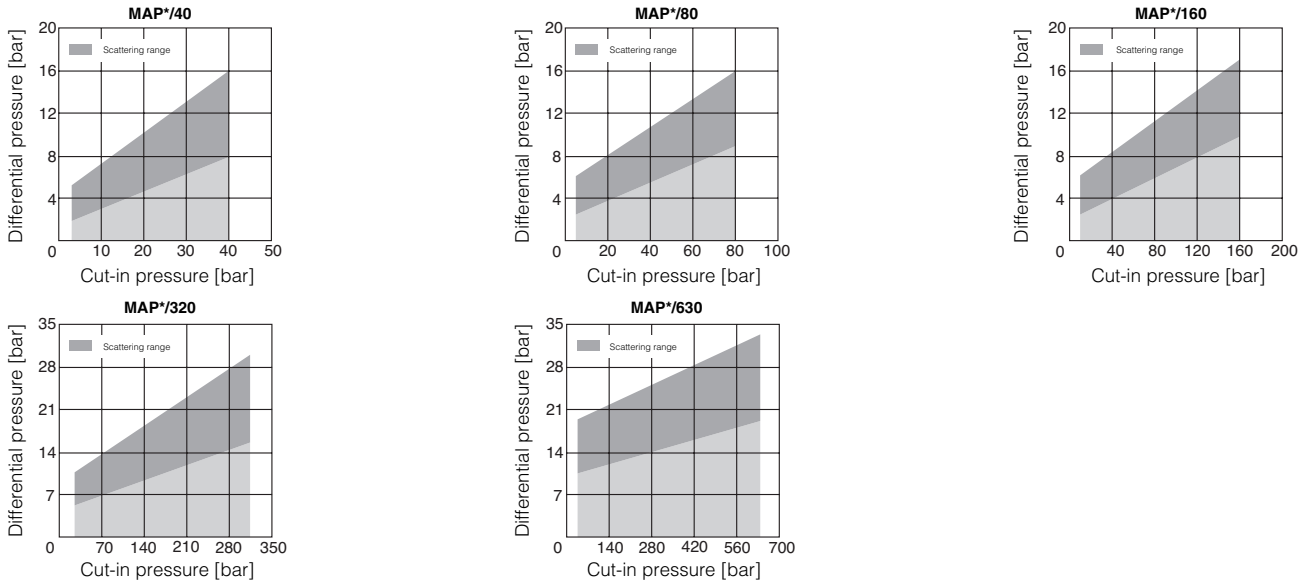 MAP*/40
Differential pressure [bar]
20
16
12
8
4
0
Scattering range
10 20 30 40 50
Cut-in pressure [bar]
MAP*/80
Differential pressure [bar]
20
16
12
8
4
0
Scattering range
20 40 60 80 100
Cut-in pressure [bar]
MAP*/160
Differential pressure [bar]
20
16
12
8
4
0
Scattering range
40 80 120 160 200
Cut-in pressure [bar]
MAP*/320
Differential pressure [bar]
35
28
21
14
7
0
Scattering range
70 140 210 280 350
Cut-in pressure [bar]
MAP*/630
Differential pressure [bar]
35
28
21
14
7
0
Scattering range
140 280 420 560 700
Cut-in pressure [bar]